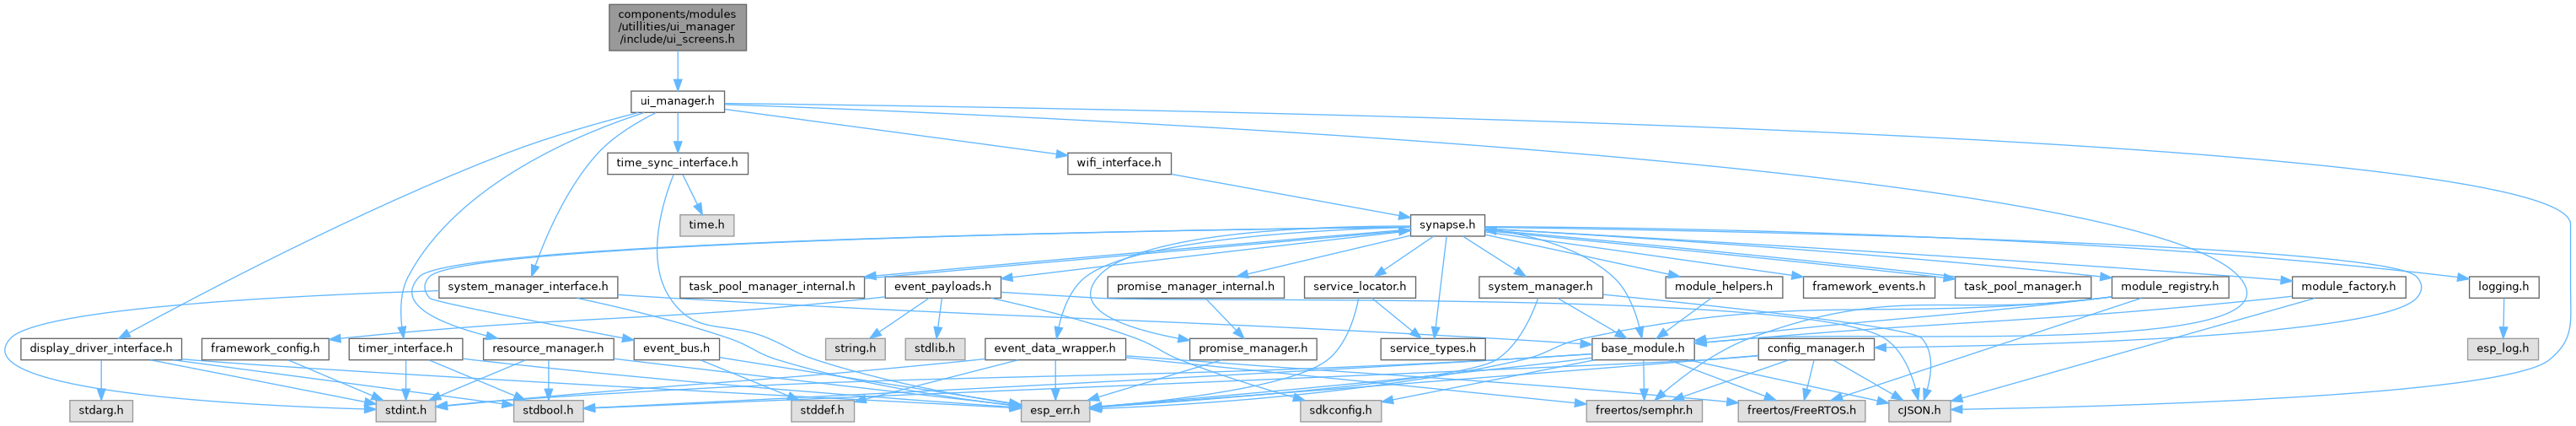 components/modules
/utillities/ui_manager
/include/ui_screens.h
ui_manager.h
time_sync_interface.h
wifi_interface.h
time.h
synapse.h
system_manager_interface.h
task_pool_manager_internal.h
event_payloads.h
promise_manager_internal.h
service_locator.h
system_manager.h
module_helpers.h
framework_events.h
task_pool_manager.h
module_registry.h
module_factory.h
logging.h
display_driver_interface.h
framework_config.h
timer_interface.h
resource_manager.h
event_bus.h
string.h
stdlib.h
event_data_wrapper.h
promise_manager.h
service_types.h
base_module.h
config_manager.h
esp_log.h
stdarg.h
stdint.h
stdbool.h
stddef.h
esp_err.h
sdkconfig.h
freertos/semphr.h
freertos/FreeRTOS.h
cJSON.h